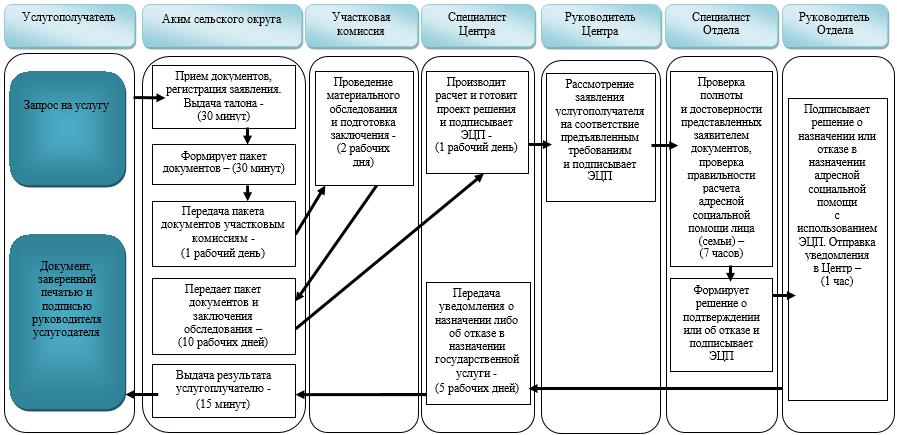 Услугополучатель
Аким сельского округа
Участковая
комиссия
Специалист
Центра
Руководитель
Центра
Специалист
Отдела
Руководитель
Отдела
Запрос на услугу
Документ,
заверенный
печатью и
подписью
руководителя
услугодателя
Прием документов,
регистрация заявления.
Выдача талона -
(30 минут)
Формирует пакет
документов – (30 минут)
Передача пакета
документов участковым
комиссиям -
(1 рабочий день)
Передает пакет
документов и
заключения
обследования –
(10 рабочих дней)
Выдача результата
услугоплучателю -
(15 минут)
Проведение
материального
обследования
и подготовка
заключения -
(2 рабочих
дня)
Производит
расчет и готовит
проект решения
и подписывает
ЭЦП -
(1 рабочий день)
Передача
уведомления о
назначении либо
об отказе в
назначении
государственной
услуги -
(5 рабочих дней)
Рассмотрение
заявления
услугополучателя
на соответствие
предъявленным
требованиям
и подписывает
ЭЦП
Проверка
полноты
и достоверности
представленных
заявителем
документов,
проверка
правильности
расчета
адресной
социальной
помощи лица
(семьи) –
(7 часов)
Формирует
решение о
подтверждении
или об отказе и
подписывает
ЭЦП
Подписывает
решение о
назначении или
отказе в
назначении
адресной
социальной
помощи
с
использованием
ЭЦП. Отправка
уведомления
в Центр –
(1 час)